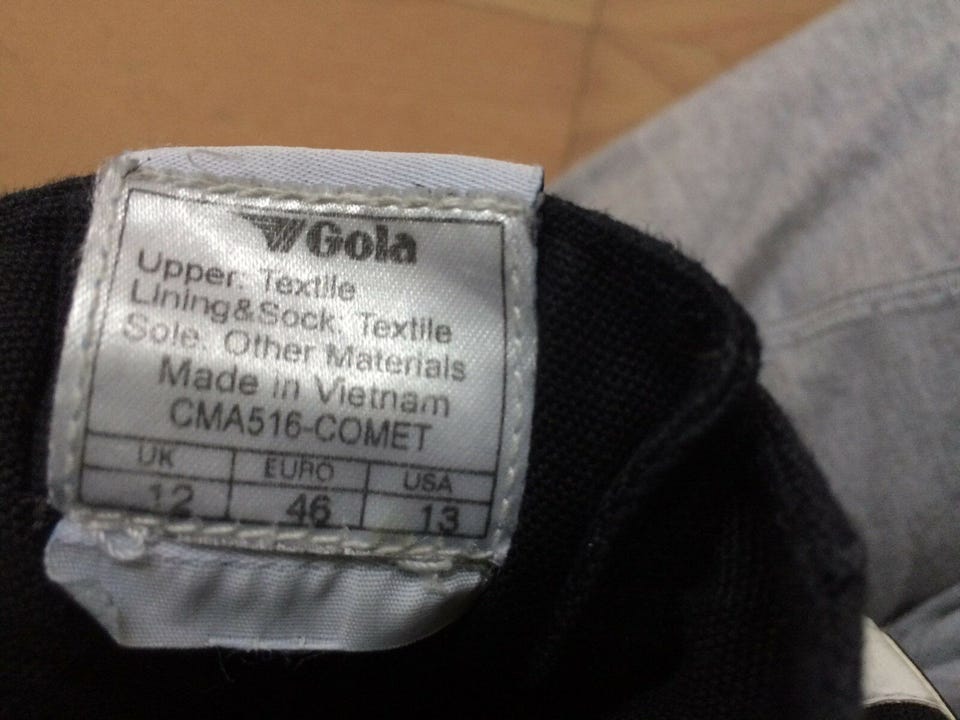 Gola
Upper: Textile
Lining&Sock: Textile
Sole: Other Materials
Made in Vietnam
CMA516-COMET
UK EURO USA
12 46 13